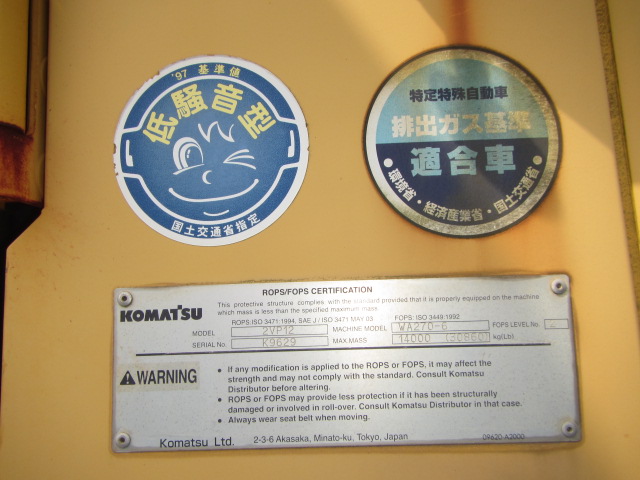 '97 基準値
低騒音型
国土交通省指定
特定特殊自動車
排出ガス基準
適合車
・環境省・経済産業省・国土交通省・
ROPS/FOPS CERTIFICATION
KOMATSU
This protective structure complies with the standard provided that it is properly equipped on the machine
which mass is less than the specified maximum mass.
ROPS:ISO 3471:1994, SAE J / ISO 3471 MAY 03 FOPS: ISO 3449:1992
MODEL 2VP12 MACHINE MODEL WA270-6 FOPS LEVEL No.
SERIAL No. K9629 MAX MASS 14000 (30860) kg(Lb)
WARNING
• If any modification is applied to the ROPS or FOPS, it may affect the
strength and may not comply with the standard. Consult Komatsu
Distributor before altering.
• ROPS or FOPS may provide less protection if it has been structurally
damaged or involved in roll-over. Consult Komatsu Distributor in that case.
• Always wear seat belt when moving.
Komatsu Ltd. 2-3-6 Akasaka, Minato-ku, Tokyo, Japan 09620-A2000